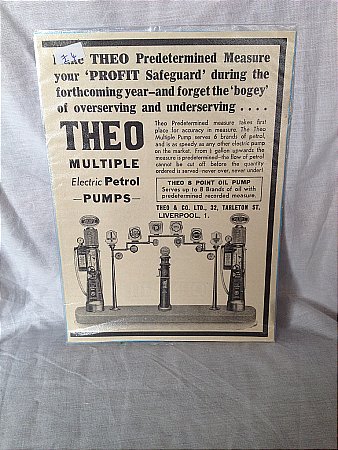 THEO Predetermined Measure
your 'PROFIT Safeguard' during the
forthcoming year—and forget the 'bogey'
of overserving and underserving . . . .
THEO
MULTIPLE
Electric Petrol
—PUMPS—
Theo Predetermined measure takes first
place for accuracy in measure. The Theo
Multiple Pump serves 6 brands of petrol,
and is as speedy as any other electric pump
on the market. From ½ gallon upwards the
measure is predetermined—the flow of petrol
cannot be cut off before the quantity
ordered is served—never over, never under!
THEO 8 POINT OIL PUMP
Serves up to 8 Brands of oil with
predetermined recorded measure.
THEO & CO. LTD., 32, TARLETON ST.,
LIVERPOOL, 1.